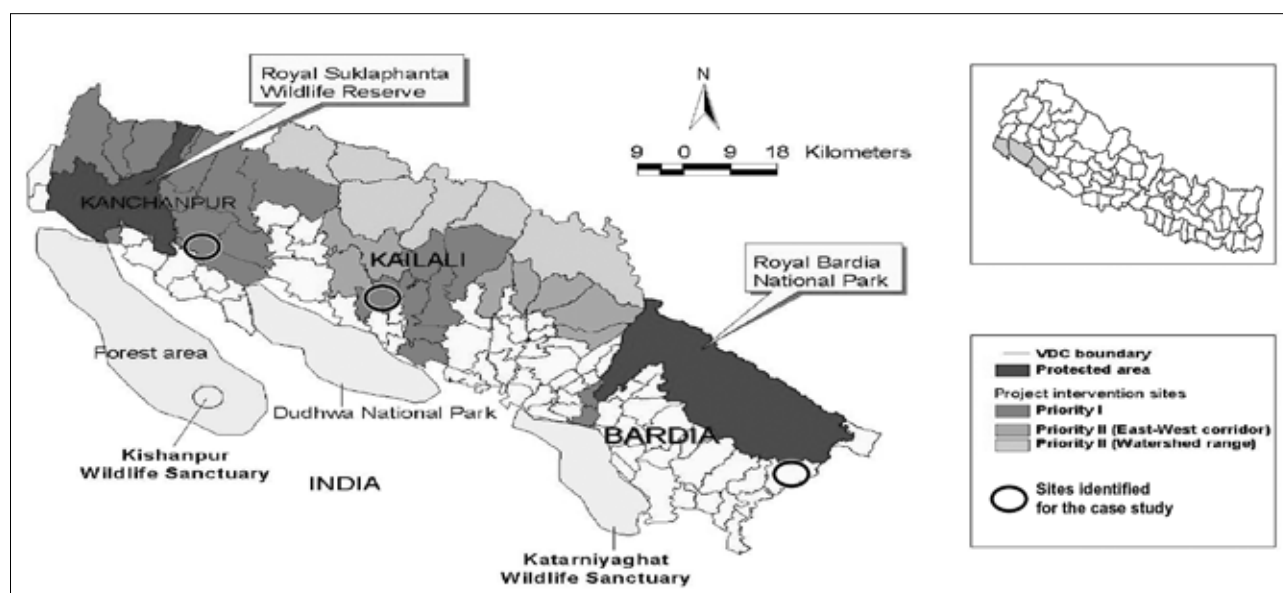 Royal Suklaphanta
Wildlife Reserve
N
9 0 9 18 Kilometers
KANCHANPUR
KAILALI
Royal Bardia
National Park
Forest area
Dudhwa National Park
BARDIA
Kishanpur
Wildlife Sanctuary
INDIA
Katarniyaghat
Wildlife Sanctuary
VDC boundary
Protected area
Project intervention sites
Priority I
Priority II (East-West corridor)
Priority II (Watershed range)
Sites identified
for the case study